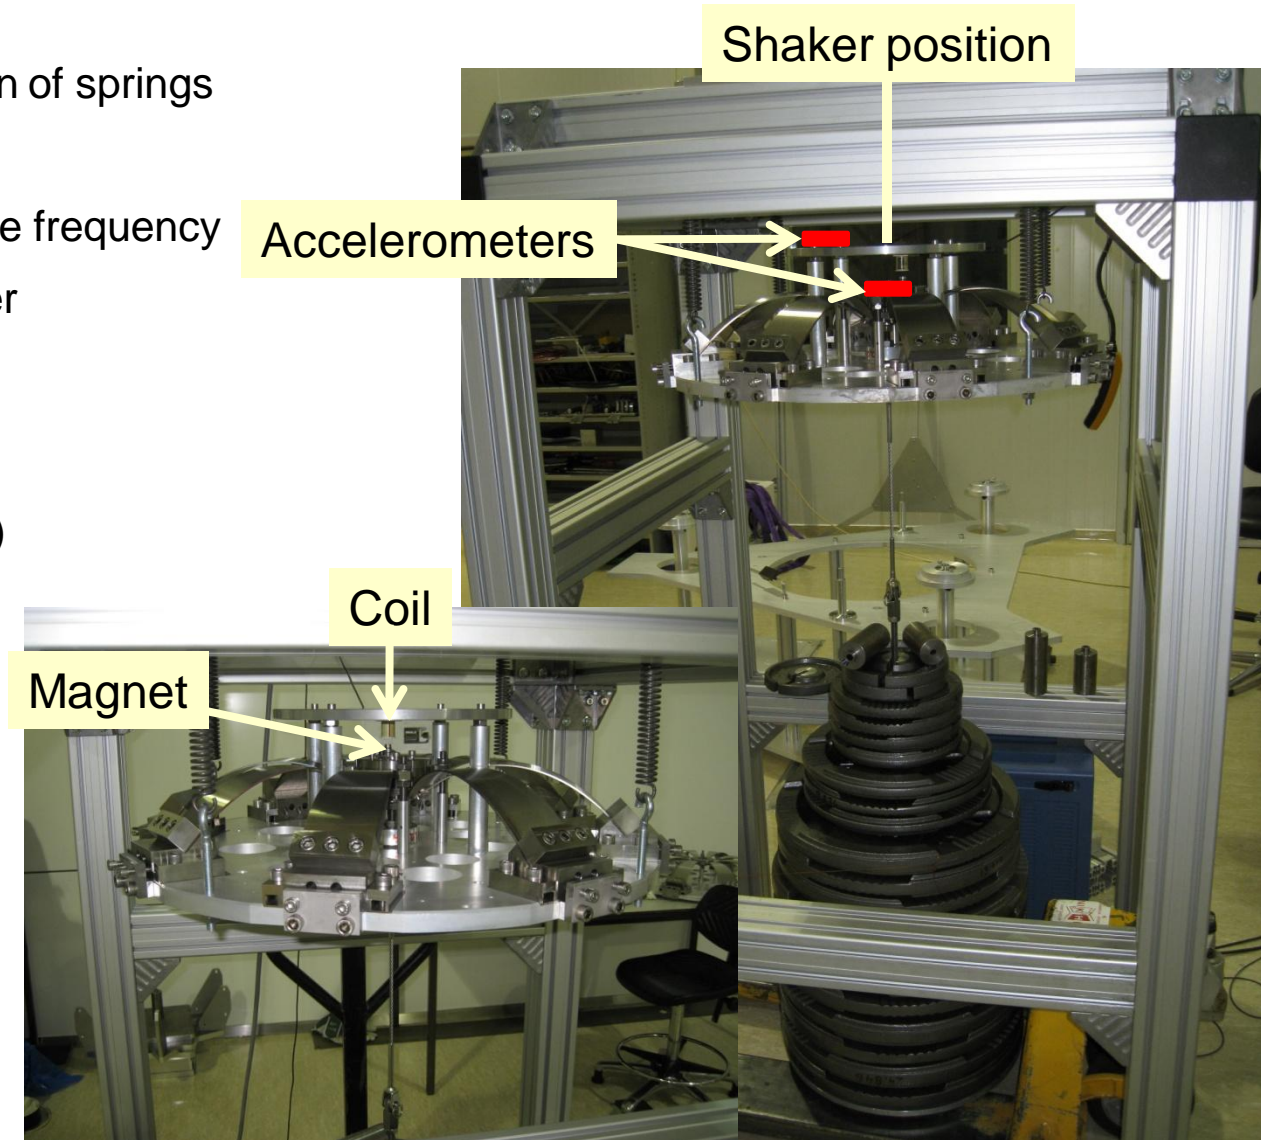 Shaker position
n of springs
e frequency
Accelerometers
er
)
Coil
Magnet